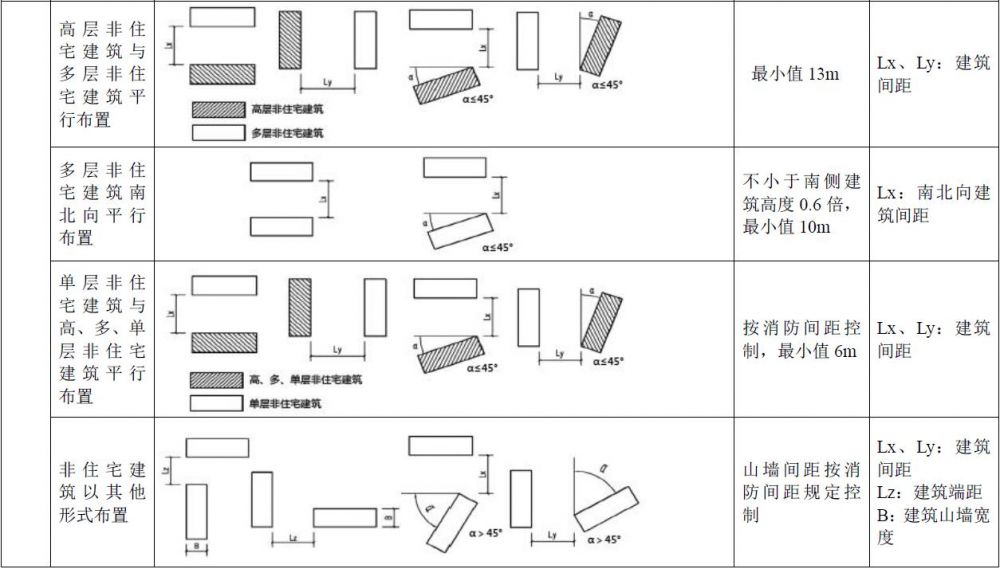 高层非住
宅建筑与
多层非住
宅建筑平
行布置
Lx
Ly
Lx
α
α≤45°
Ly
α
α≤45°
高层非住宅建筑
多层非住宅建筑
最小值 13m
Lx、Ly：建筑
间距
多层非住
宅建筑南
北向平行
布置
Lx
Lx
α
α≤45°
不小于南侧建
筑高度 0.6 倍，
最小值 10m
Lx：南北向建
筑间距
单层非住
宅建筑与
高、多、单
层非住宅
建筑平行
布置
Lx
Ly
Lx
α
α≤45°
Ly
α
α≤45°
高、多、单层非住宅建筑
单层非住宅建筑
按消防间距控
制，最小值 6m
Lx、Ly：建筑
间距
非住宅建
筑以其他
形式布置
Lz
B
Lz
B
Lx
α
α＞45°
Ly
α
α＞45°
山墙间距按消
防间距规定控
制
Lx、Ly：建筑
间距
Lz：建筑端距
B：建筑山墙宽
度